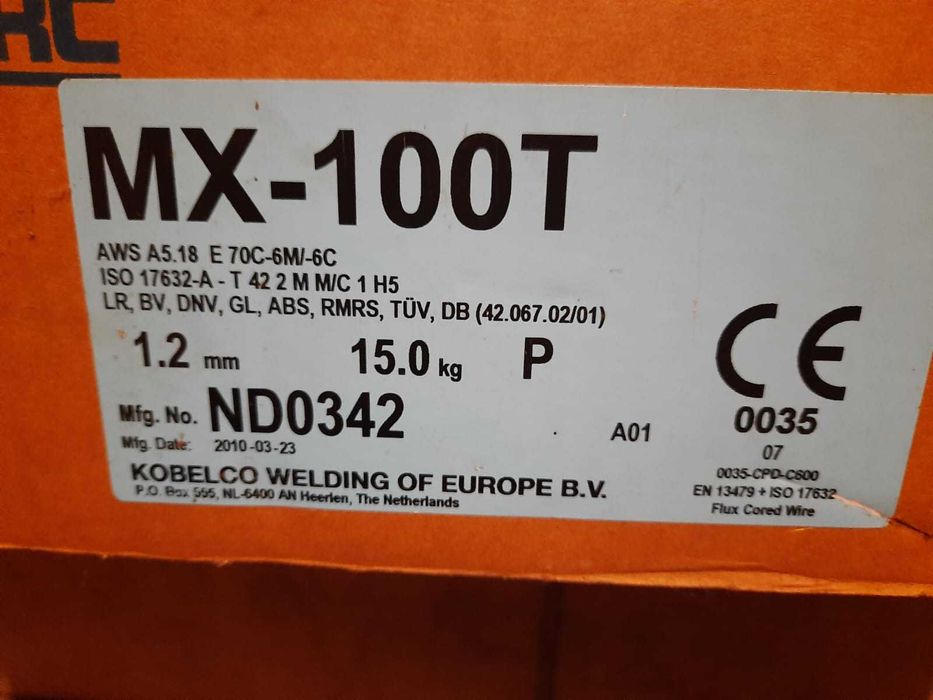 RC
MX-100T
AWS A5.18 E 70C-6M/-6C
ISO 17632-A - T 42 2 M M/C 1 H5
LR, BV, DNV, GL, ABS, RMRS, TÜV, DB (42.067.02/01)
1.2 mm 15.0 kg P
CE
Mfg. No. ND0342
A01
0035
Mfg. Date: 2010-03-23
07
KOBELCO WELDING OF EUROPE B.V.
P.O. Box 555, NL-6400 AN Heerlen, The Netherlands
0035-CPD-C600
EN 13479 + ISO 17632
Flux Cored Wire